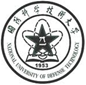 国防科学技术大学
1953
NATIONAL UNIVERSITY OF DEFENSE TECHNOLOGY